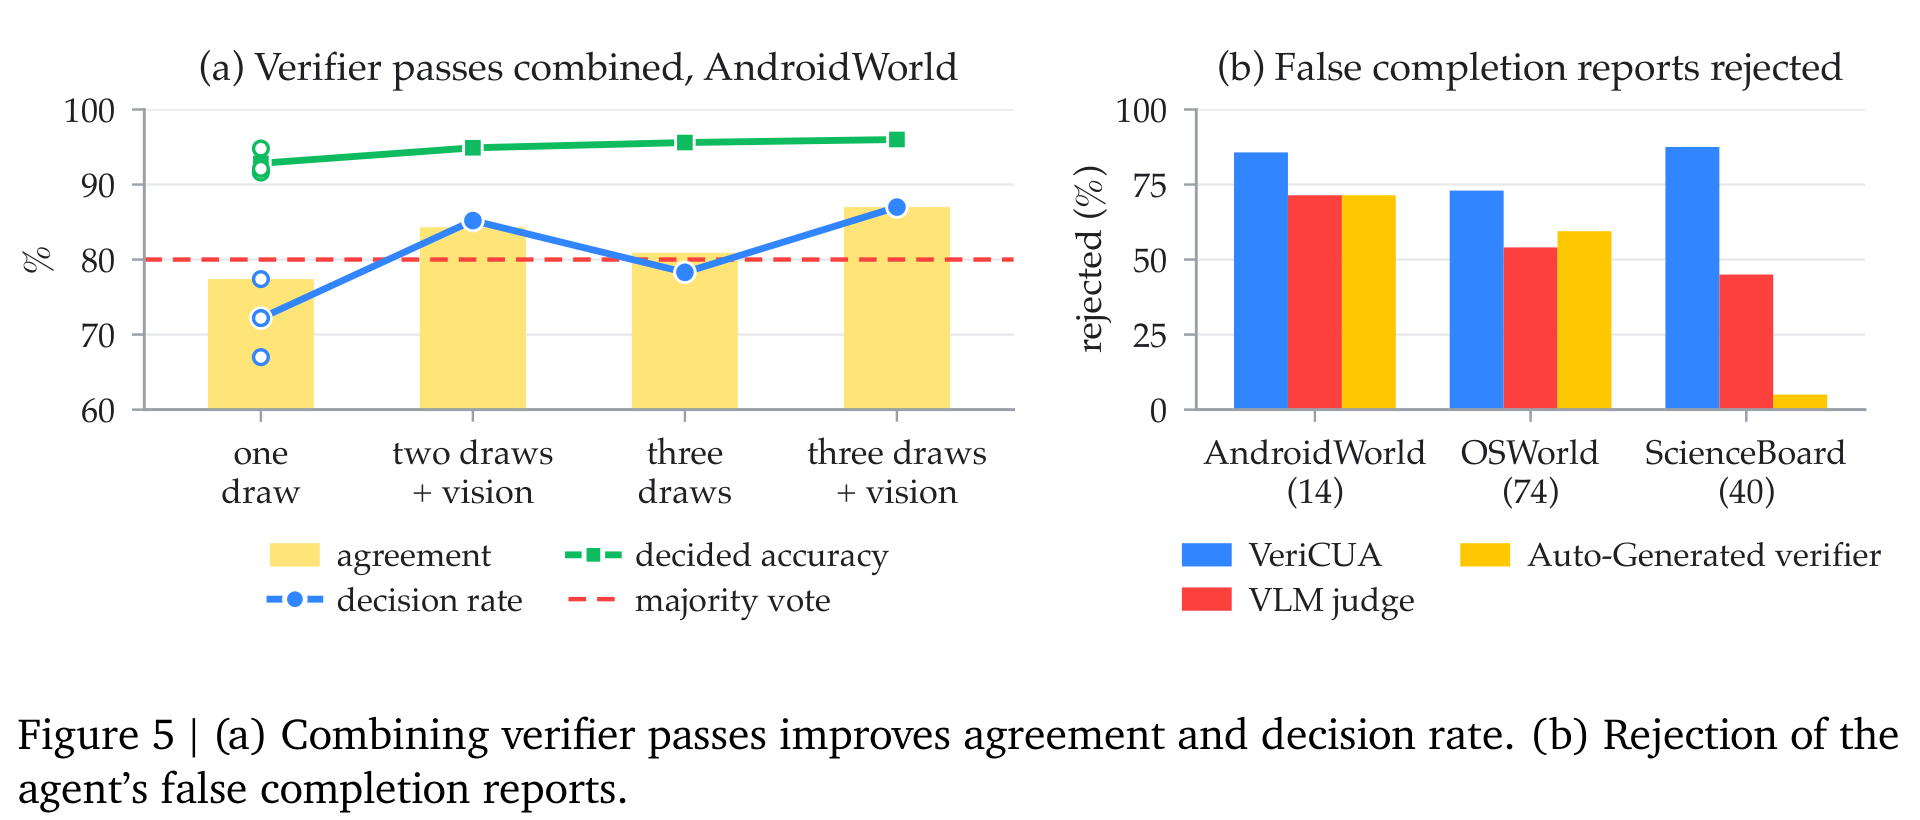 (a) Verifier passes combined, AndroidWorld
100
90
80
70
60
%
one
draw
two draws
+ vision
three
draws
three draws
+ vision
agreement
decided accuracy
decision rate
majority vote
(b) False completion reports rejected
100
75
50
25
0
rejected (%)
AndroidWorld
(14)
OSWorld
(74)
ScienceBoard
(40)
VeriCUA
Auto-Generated verifier
VLM judge
Figure 5 | (a) Combining verifier passes improves agreement and decision rate. (b) Rejection of the
agent’s false completion reports.